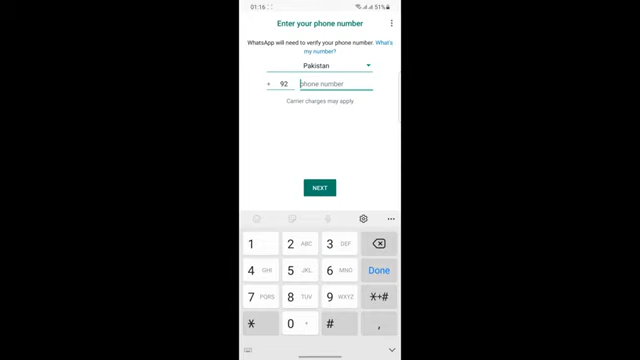 01:16 51%
Enter your phone number
WhatsApp will need to verify your phone number. What's
my number?
Pakistan
+ 92 phone number
Carrier charges may apply
NEXT
1 2 ABC 3 DEF
4 GHI 5 JKL 6 MNO Done
7 PQRS 8 TUV 9 WXYZ *+#
* 0 + # ,